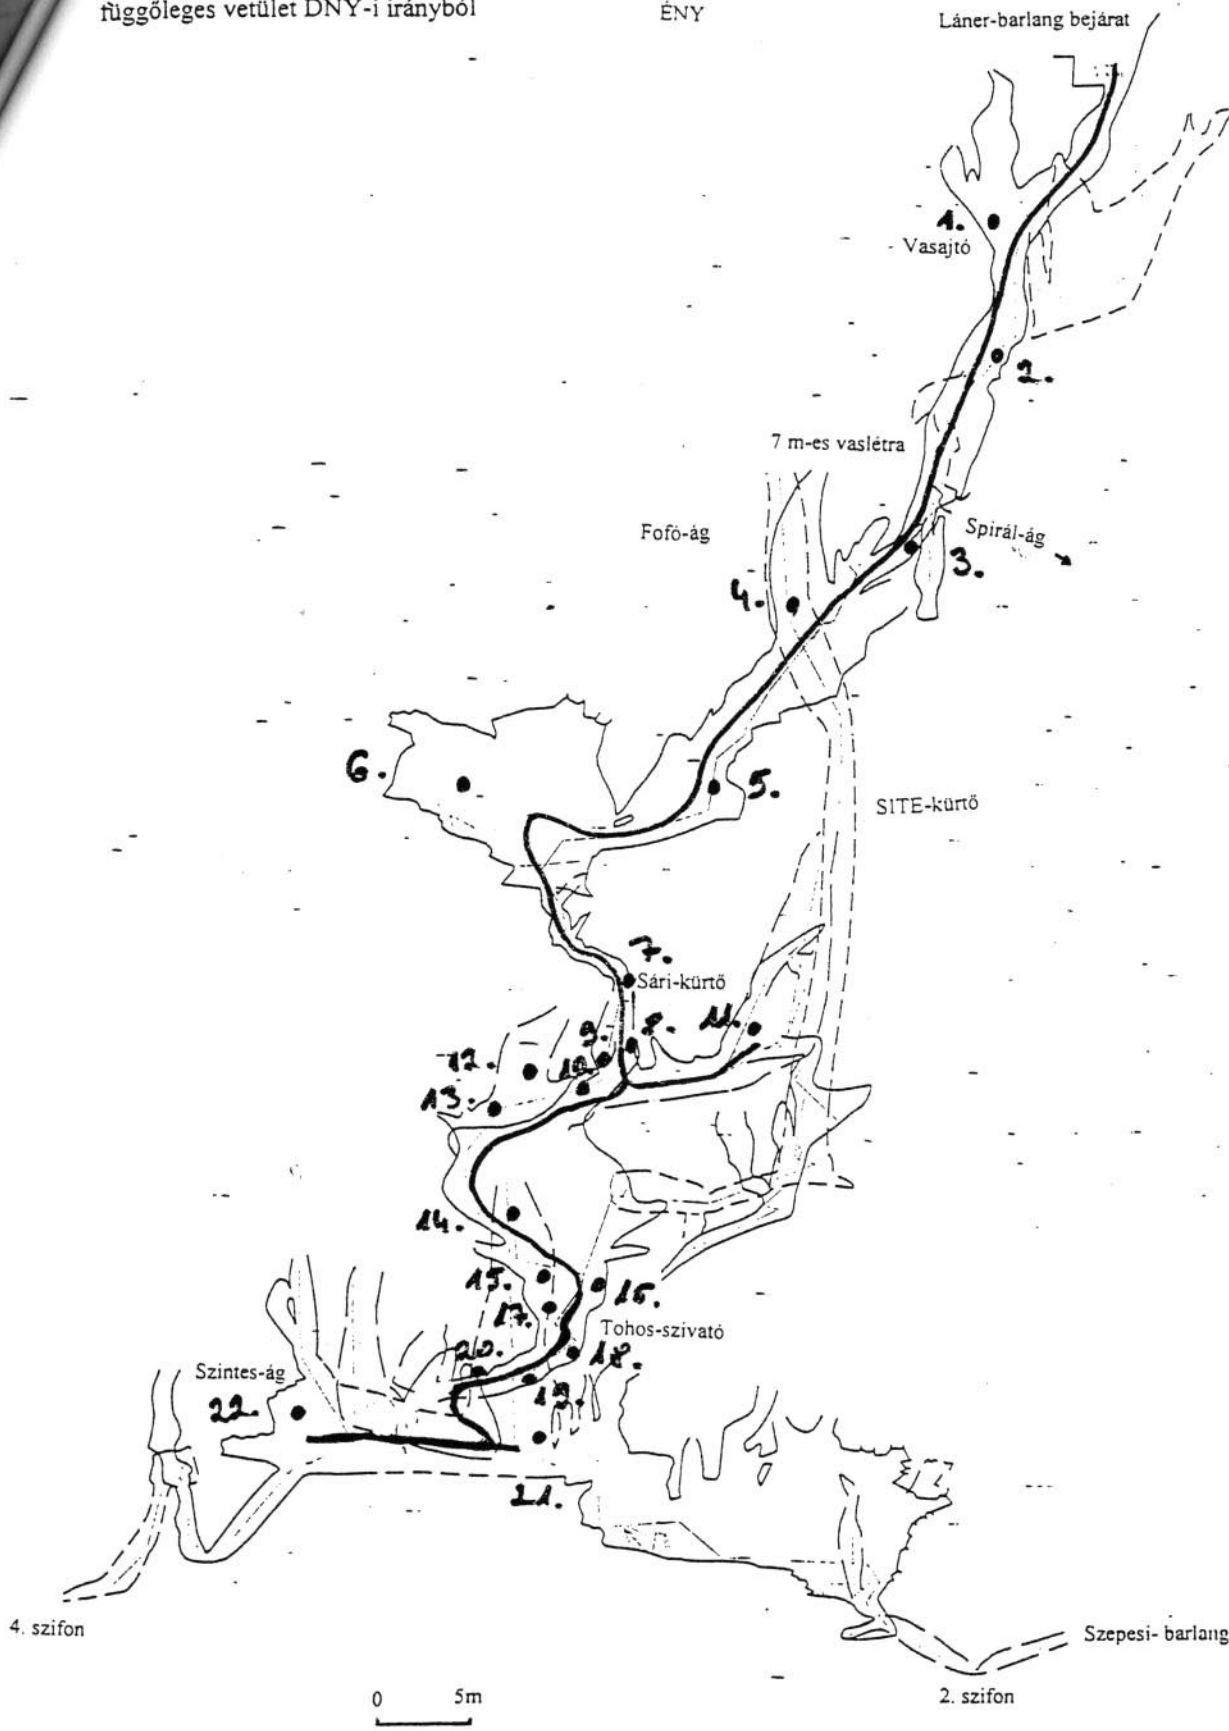 függőleges vetület DNY-i irányból
ÉNY
Láner-barlang bejárat
1.
Vasajtó
2.
7 m-es vaslétra
Fofó-ág
Spirál-ág
3.
4.
6.
5.
SITE-kürtő
7.
Sári-kürtő
9.
8.
11.
12.
10.
13.
14.
15.
16.
17.
Tohos-szivató
20.
18.
Szintes-ág
22.
19.
21.
4. szifon
Szepesi- barlang
0 5m
2. szifon